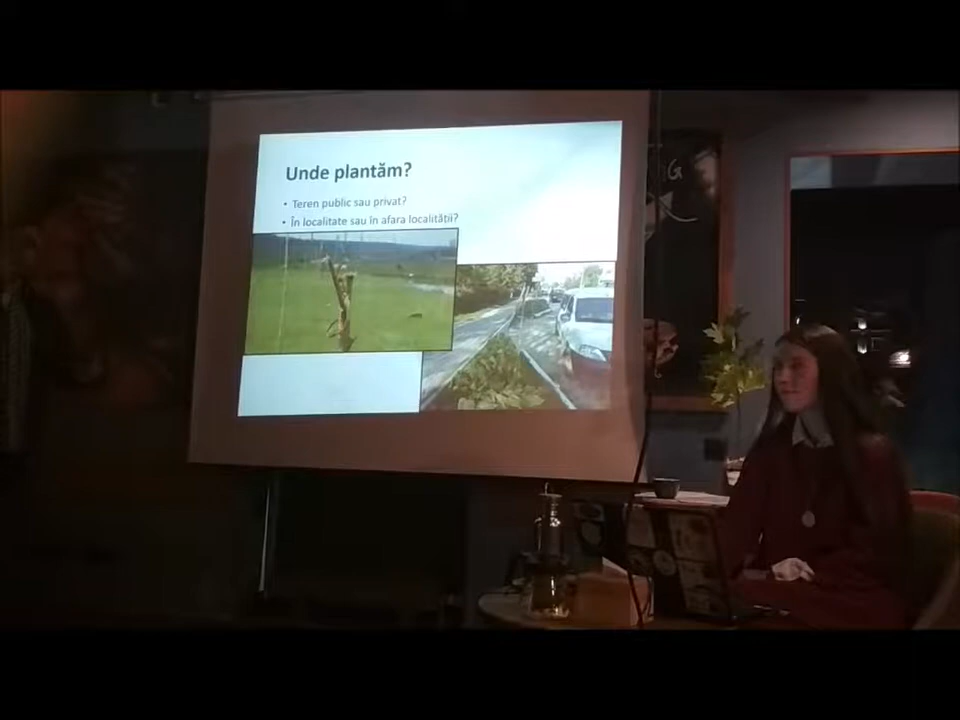 Unde plantăm?
• Teren public sau privat?
• În localitate sau în afara localității?
G